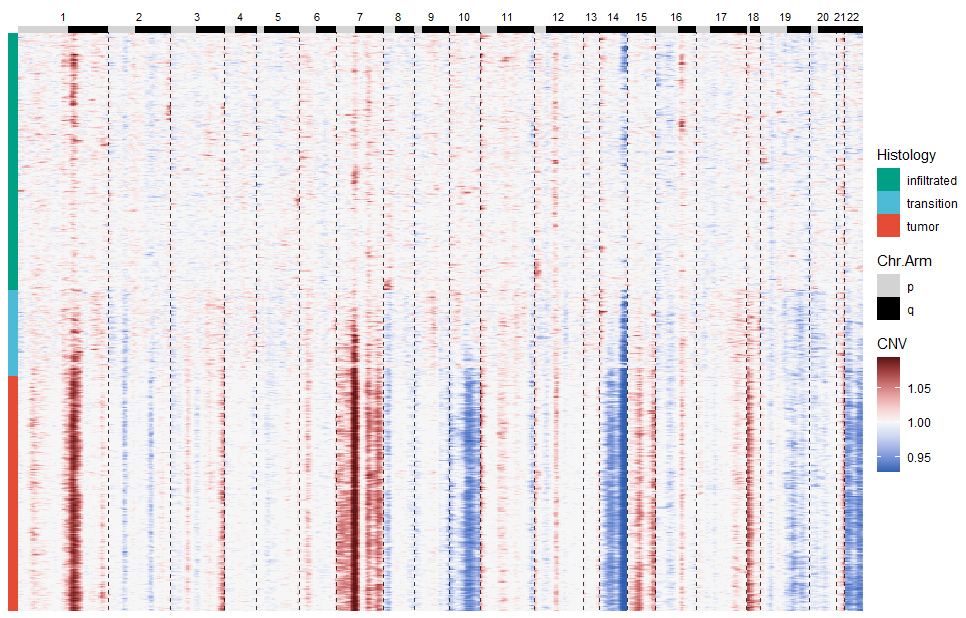 1 2 3 4 5 6 7 8 9 10 11 12 13 14 15 16 17 18 19 20 21 22
Histology
infiltrated
transition
tumor
Chr.Arm
p
q
CNV
1.05
1.00
0.95